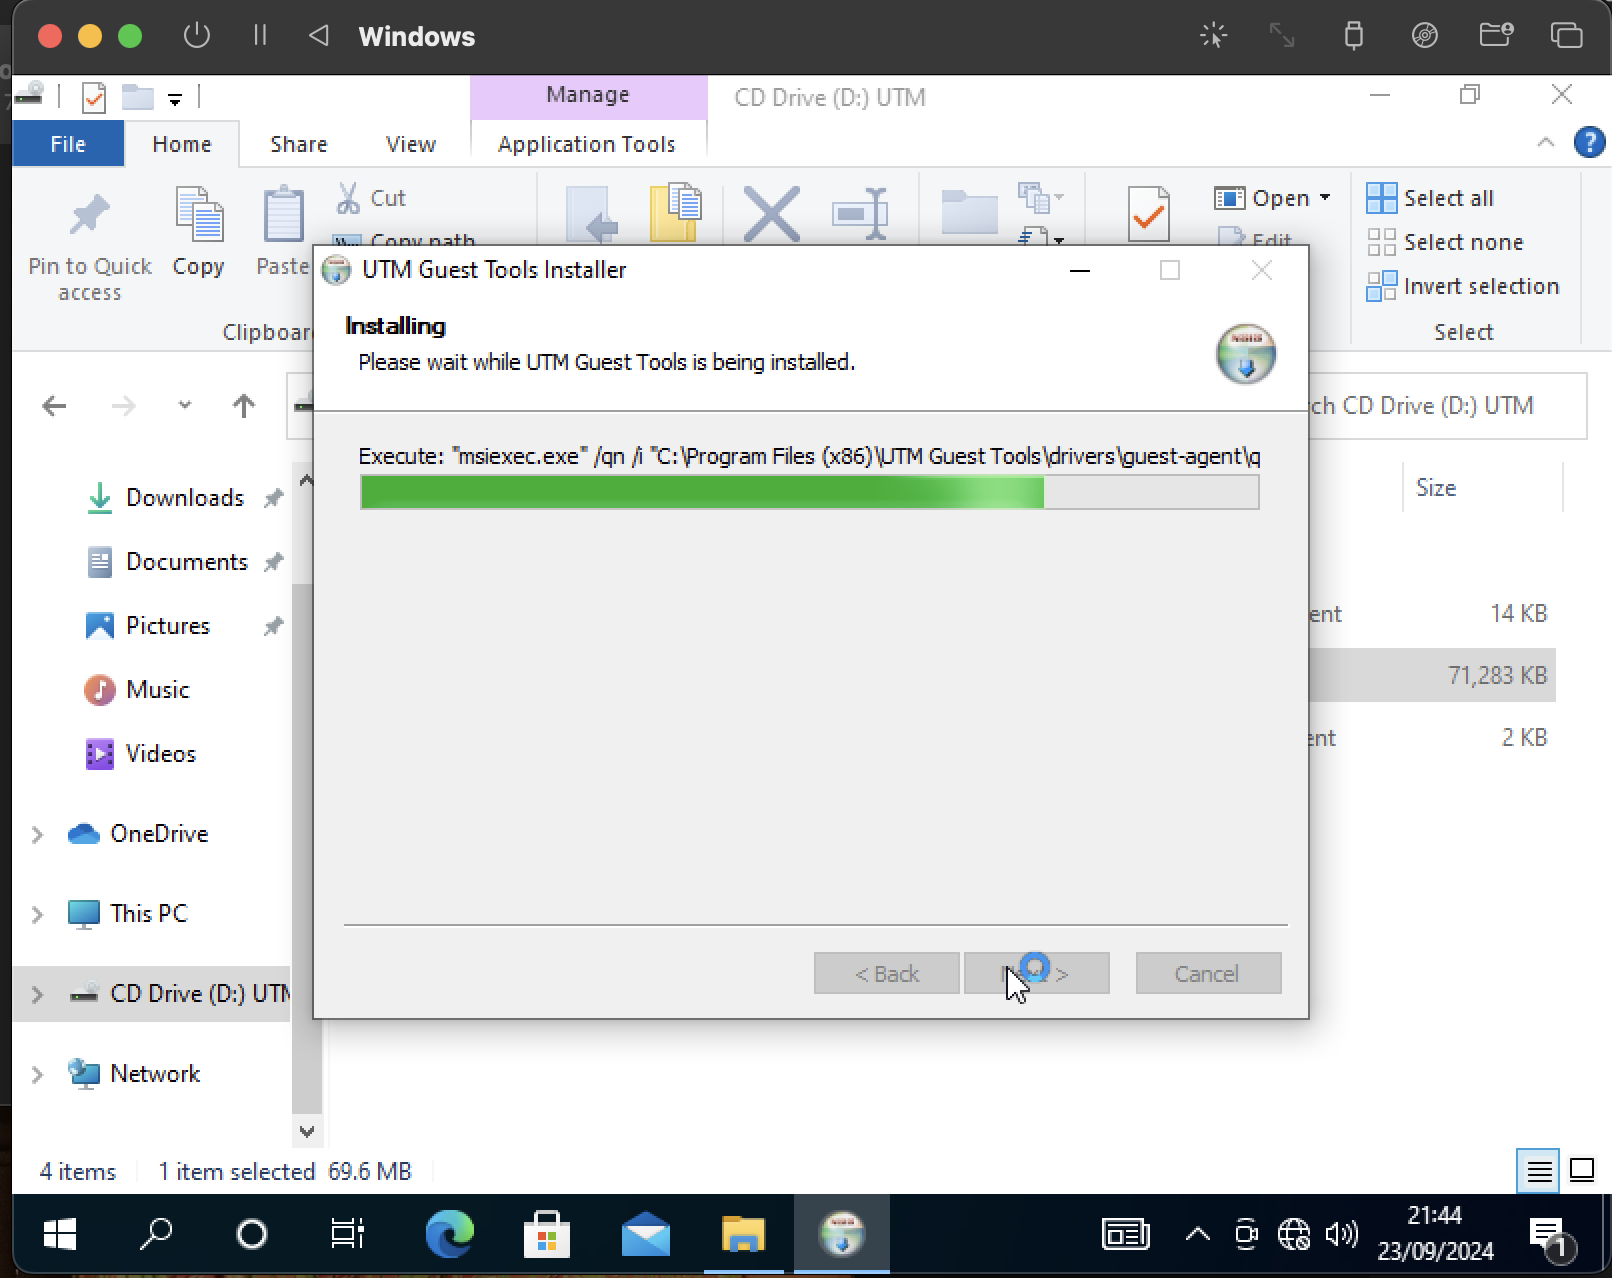 Windows
Manage
CD Drive (D:) UTM
File
Home
Share
View
Application Tools
Cut
Copy path
Pin to Quick access
Copy
Paste
Open
Edit
Select all
Select none
Invert selection
Select
UTM Guest Tools Installer
Installing
Please wait while UTM Guest Tools is being installed.
CD Drive (D:) UTM
Execute: "msiexec.exe" /qn /i "C:\Program Files (x86)\UTM Guest Tools\drivers\guest-agent\q
Size
Downloads
Documents
Pictures
Music
Videos
14 KB
71,283 KB
2 KB
OneDrive
This PC
CD Drive (D:) UTM
Network
< Back
Cancel
4 items
1 item selected 69.6 MB
21:44
23/09/2024
1